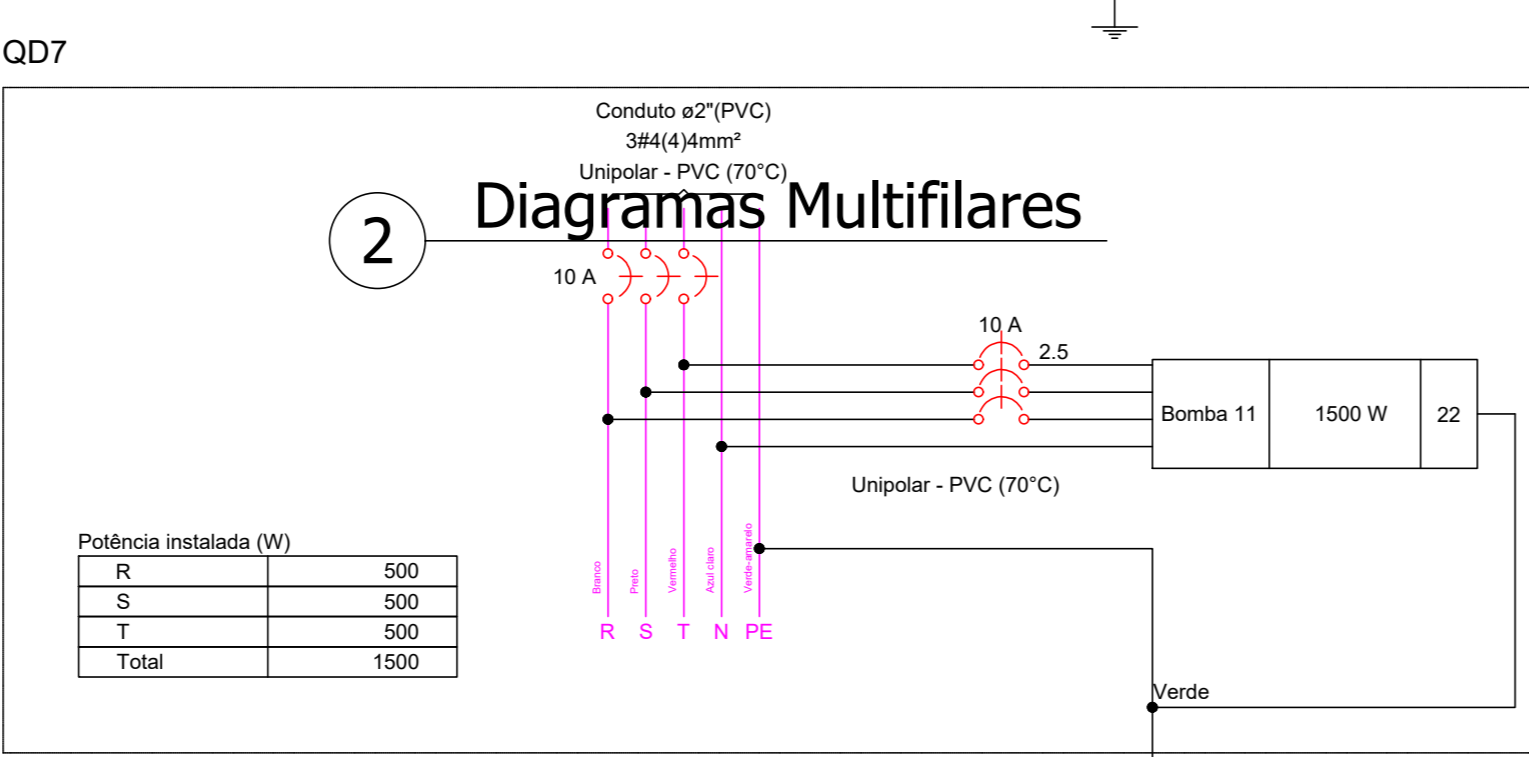 QD7
Conduto ø2"(PVC)
3#4(4)4mm²
Unipolar - PVC (70°C)
2 Diagramas Multifilares
10 A
10 A
2.5
Bomba 11 1500 W 22
Unipolar - PVC (70°C)
Potência instalada (W)
R 500
S 500
T 500
Total 1500
Branco
Preto
Vermelho
Azul claro
Verde-amarelo
R S T N PE
Verde